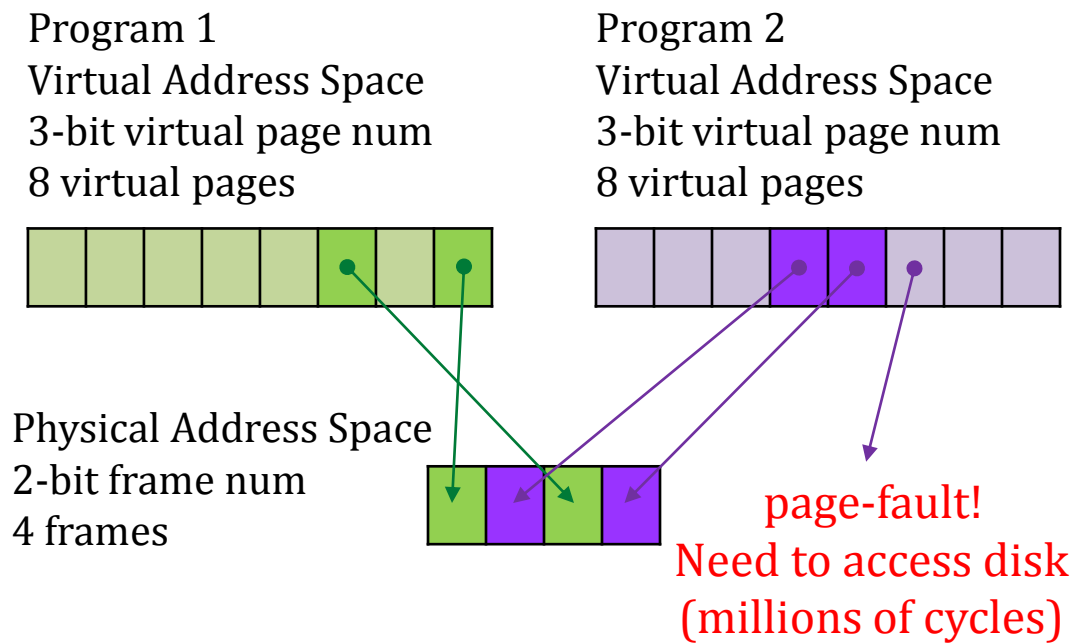 Program 1
Virtual Address Space
3-bit virtual page num
8 virtual pages
Program 2
Virtual Address Space
3-bit virtual page num
8 virtual pages
Physical Address Space
2-bit frame num
4 frames
page-fault!
Need to access disk
(millions of cycles)